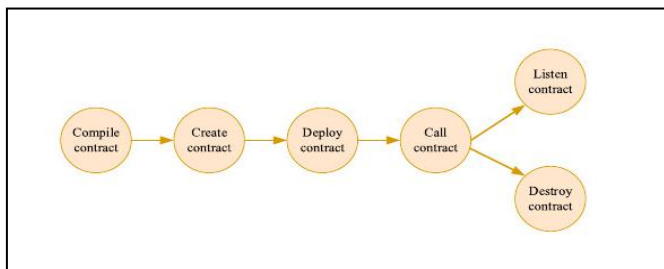 Compile
contract
Create
contract
Deploy
contract
Call
contract
Listen
contract
Destroy
contract